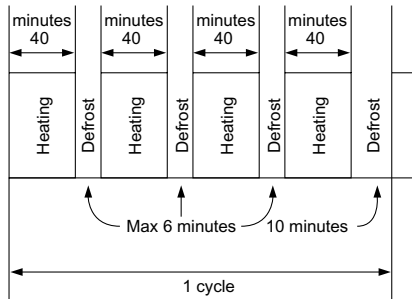 minutes minutes minutes minutes
40 40 40 40
Heating Defrost Heating Defrost Heating Defrost Heating Defrost
Max 6 minutes 10 minutes
1 cycle